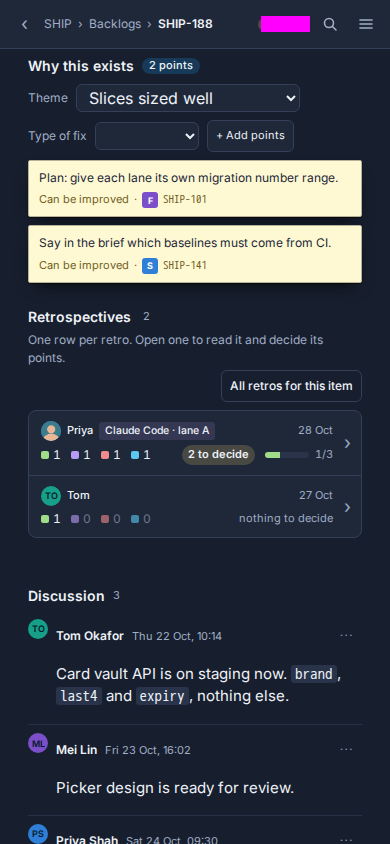 SHIP › Backlogs › SHIP-188
Why this exists 2 points
Theme Slices sized well
Type of fix + Add points
Plan: give each lane its own migration number range.
Can be improved · F SHIP-101
Say in the brief which baselines must come from CI.
Can be improved · S SHIP-141
Retrospectives 2
One row per retro. Open one to read it and decide its
points.
All retros for this item
Priya Claude Code · lane A 28 Oct
1 1 1 1 2 to decide 1/3
TO Tom 27 Oct
1 0 0 0 nothing to decide
Discussion 3
TO Tom Okafor Thu 22 Oct, 10:14 ···
Card vault API is on staging now. brand,
last4 and expiry, nothing else.
ML Mei Lin Fri 23 Oct, 16:02 ···
Picker design is ready for review.
PS Priya Shah Sat 24 Oct, 09:30 ···